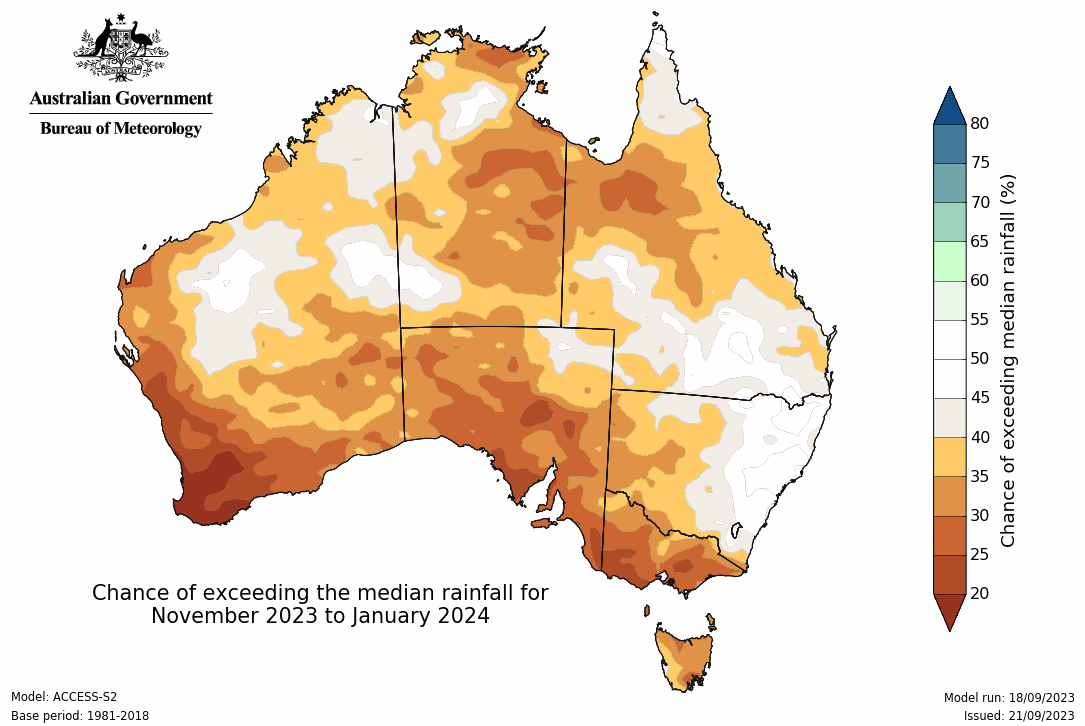 AUSTRALIA
Australian Government
Bureau of Meteorology
80
75
70
65
60
55
50
45
40
35
30
25
20
Chance of exceeding median rainfall (%)
Chance of exceeding the median rainfall for
November 2023 to January 2024
Model: ACCESS-S2
Base period: 1981-2018
Model run: 18/09/2023
Issued: 21/09/2023